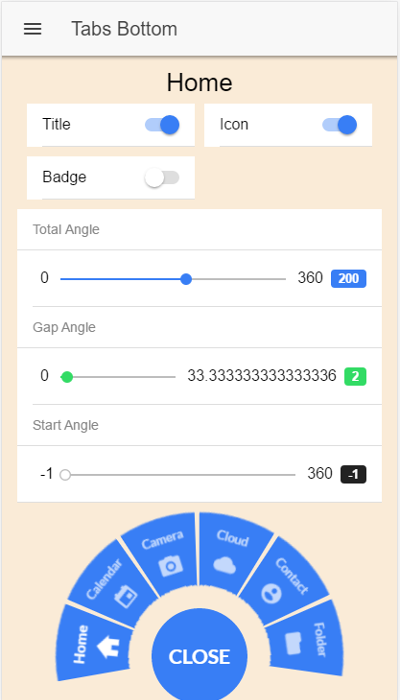 Tabs Bottom
Home
Title
Icon
Badge
Total Angle
0
360
200
Gap Angle
0
33.333333333333336
2
Start Angle
-1
360
-1
Home
Calendar
Camera
Cloud
Contact
Folder
CLOSE